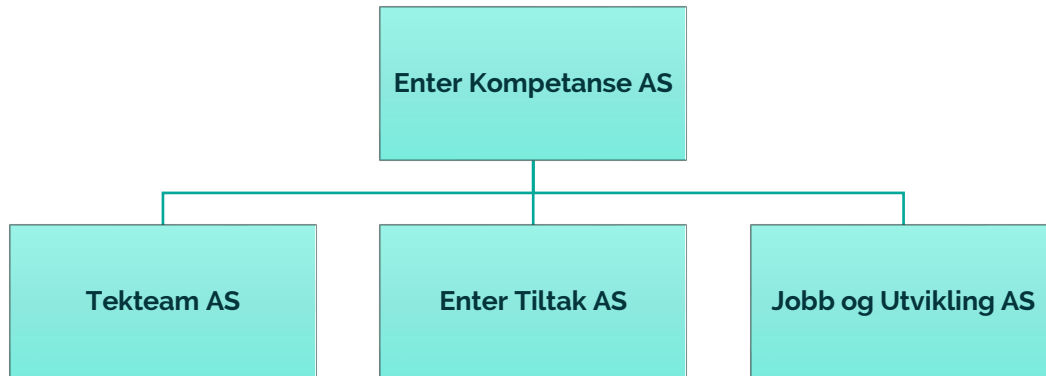 Enter Kompetanse AS
Tekteam AS
Enter Tiltak AS
Jobb og Utvikling AS